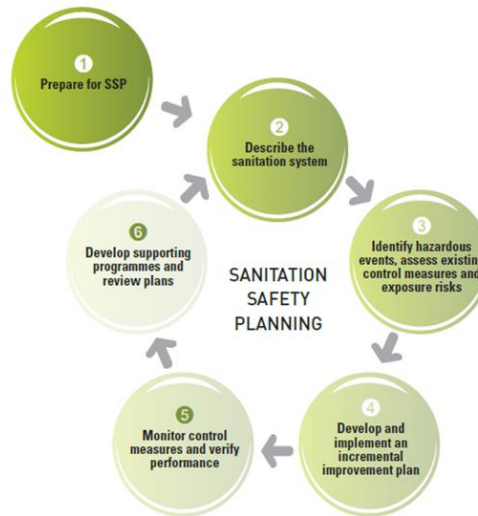 1
Prepare for SSP
2
Describe the
sanitation system
3
Identify hazardous
events, assess existing
control measures and
exposure risks
4
Develop and
implement an
incremental
improvement plan
5
Monitor control
measures and verify
performance
6
Develop supporting
programmes and
review plans
SANITATION
SAFETY
PLANNING